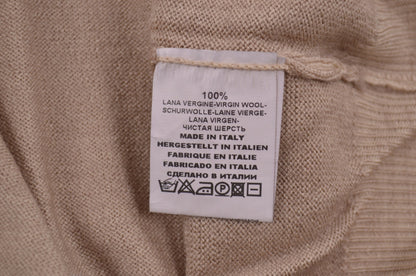 100%
LANA VERGINE-VIRGIN WOOL-
SCHURWOLLE-LAINE VIERGE-
LANA VIRGEN-
ЧИСТАЯ ШЕРСТЬ
MADE IN ITALY
HERGESTELLT IN ITALIEN
FABRIQUE EN ITALIE
FABRICADO EN ITALIA
СДЕЛАНО В ИТАЛИИ